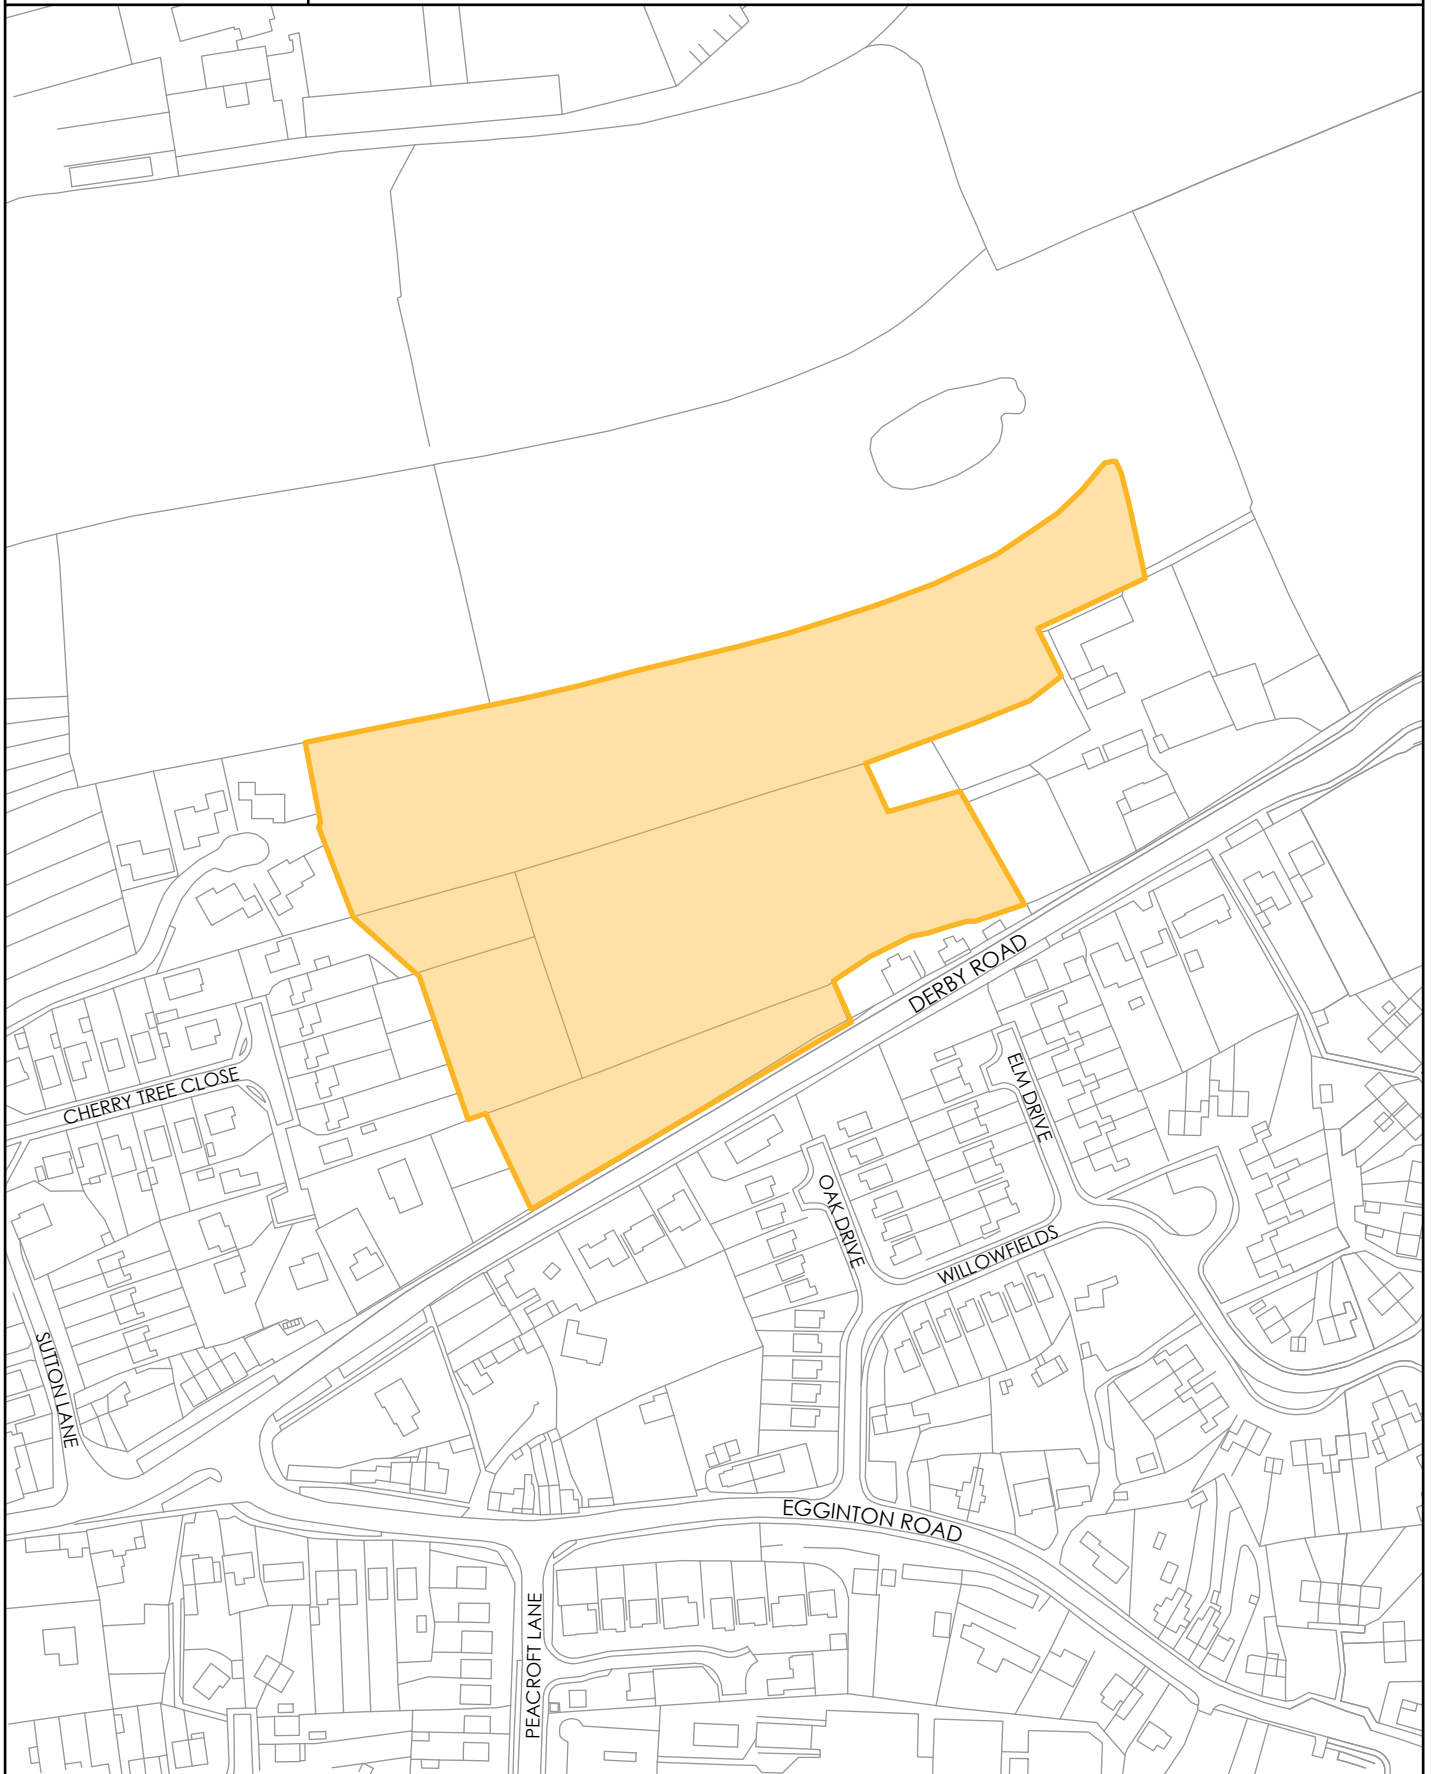 DERBY ROAD
ELM DRIVE
CHERRY TREE CLOSE
OAK DRIVE
WILLOWFIELDS
SUTTON LANE
EGGINTON ROAD
PEACROFT LANE